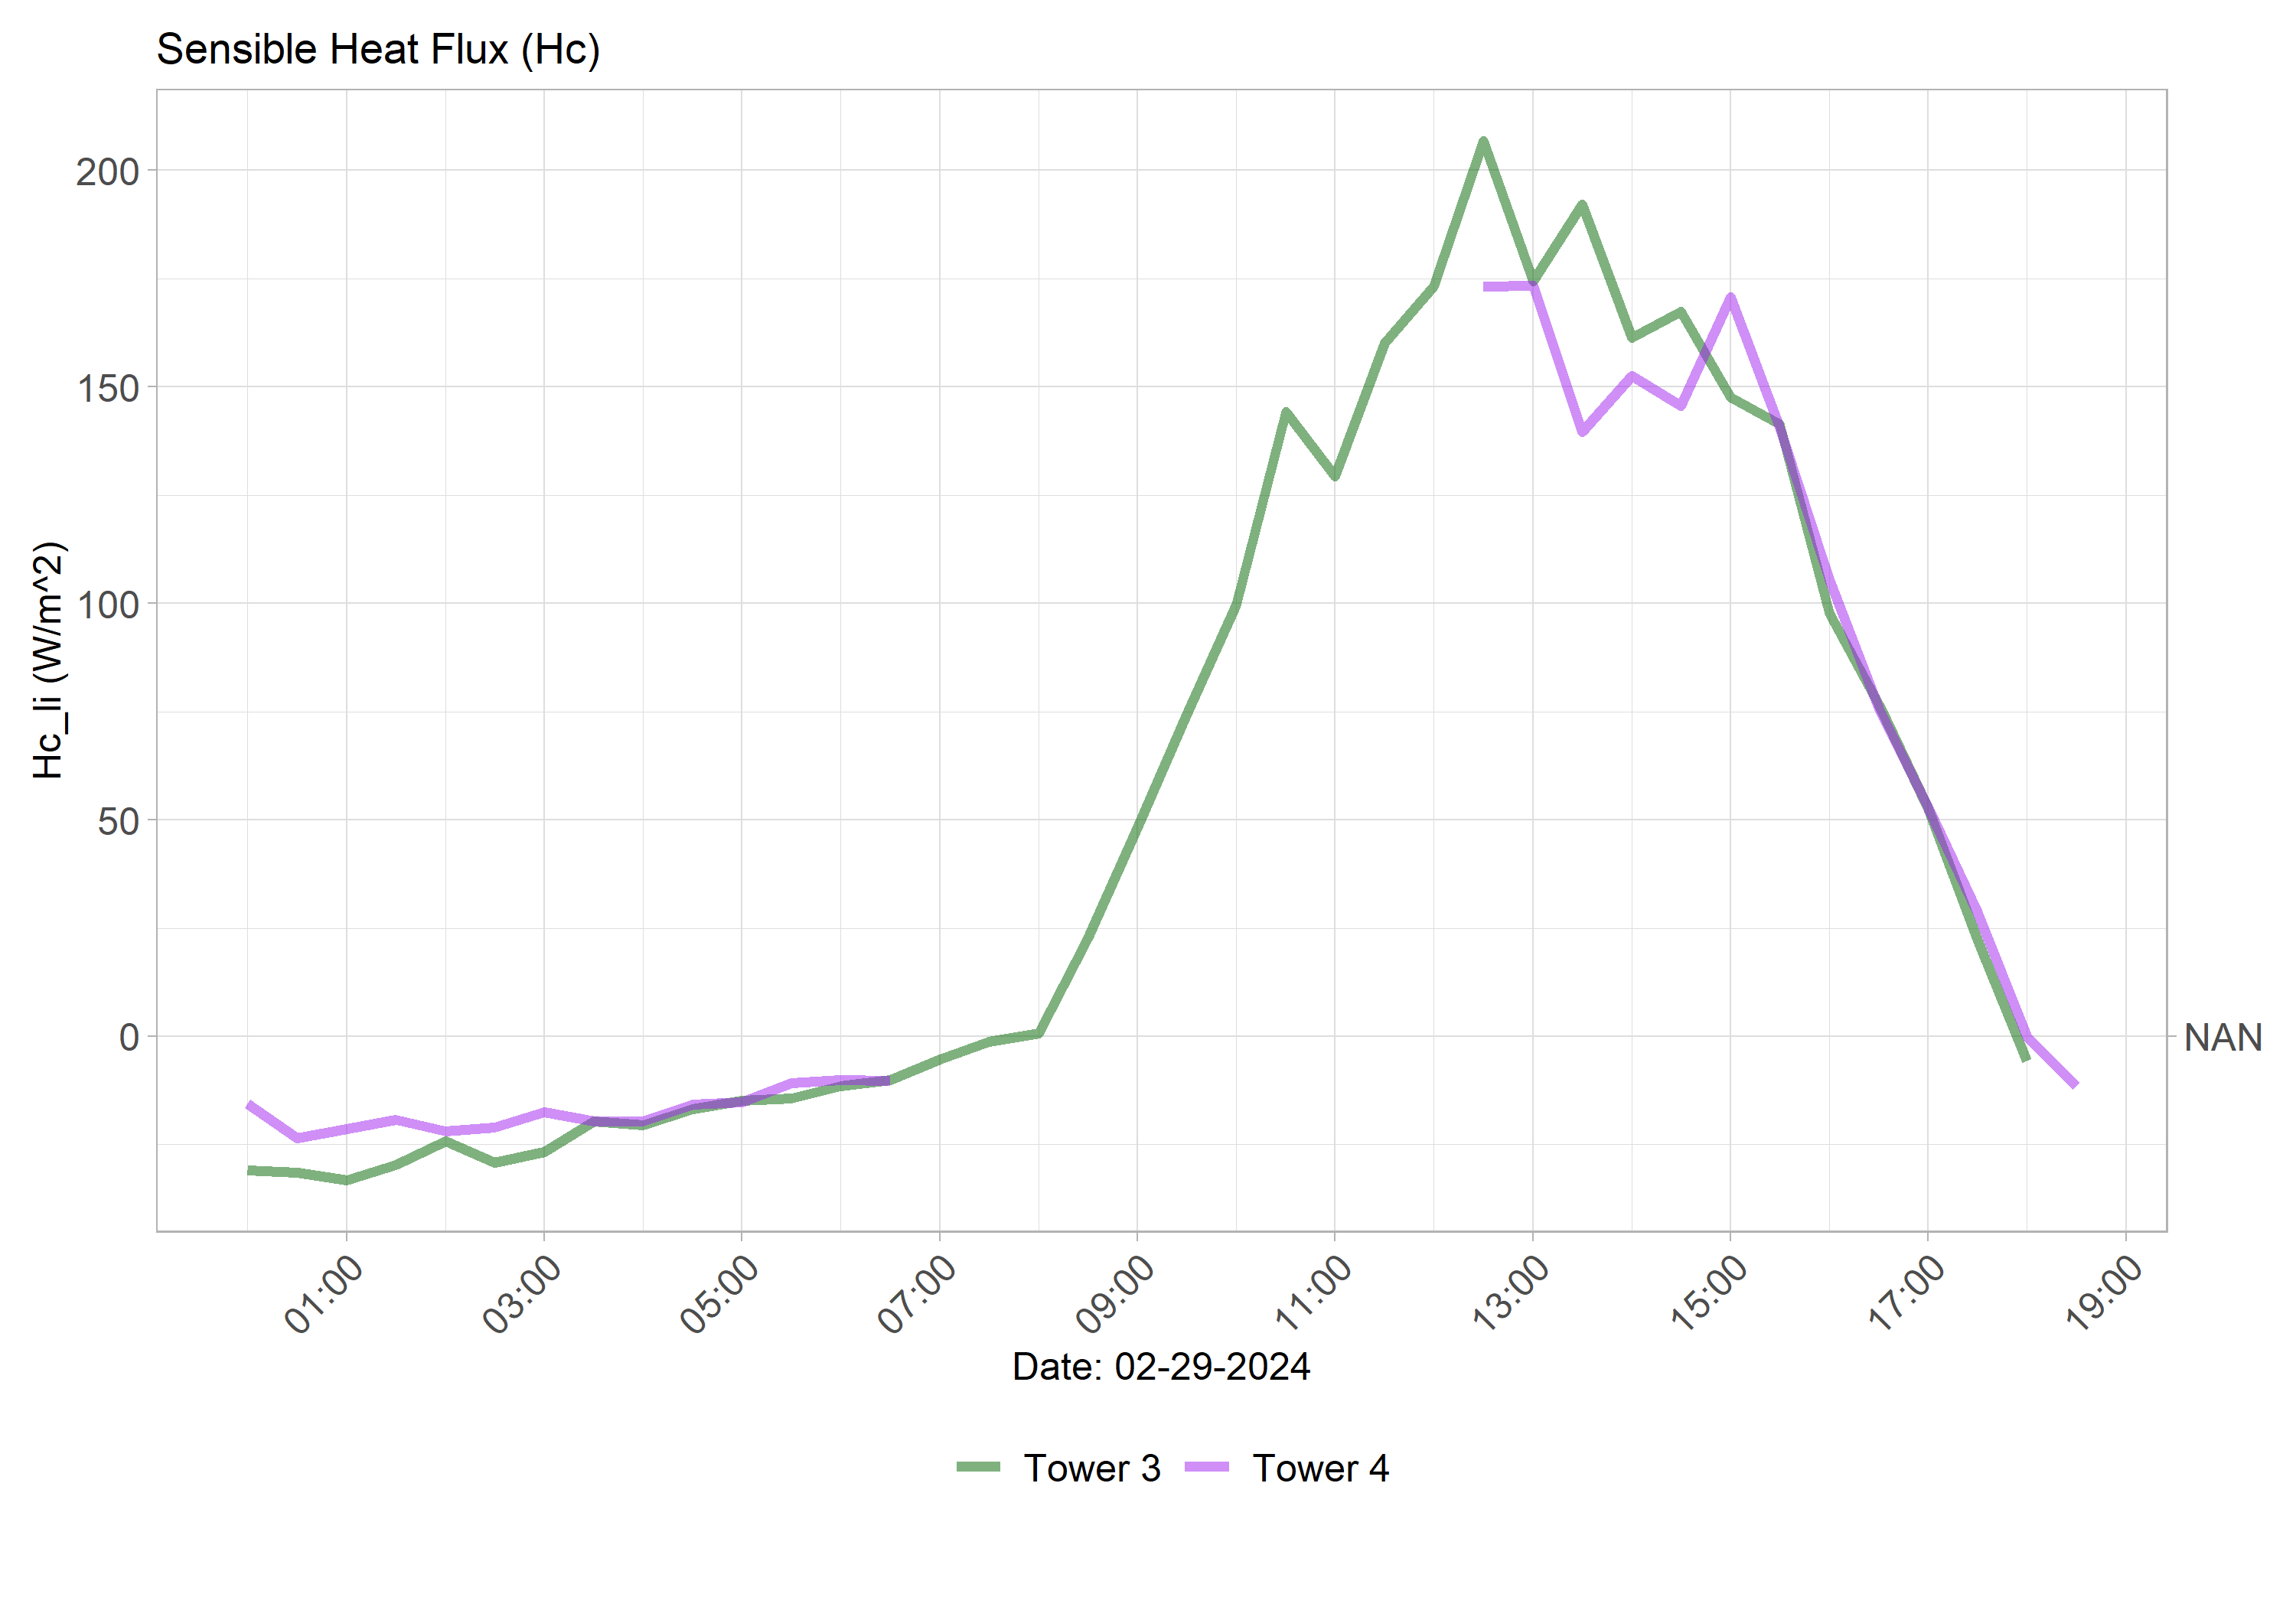 Sensible Heat Flux (Hc)
Hc_li (W/m^2)
200
150
100
50
0
NAN
01:00 03:00 05:00 07:00 09:00 11:00 13:00 15:00 17:00 19:00
Date: 02-29-2024
Tower 3 Tower 4